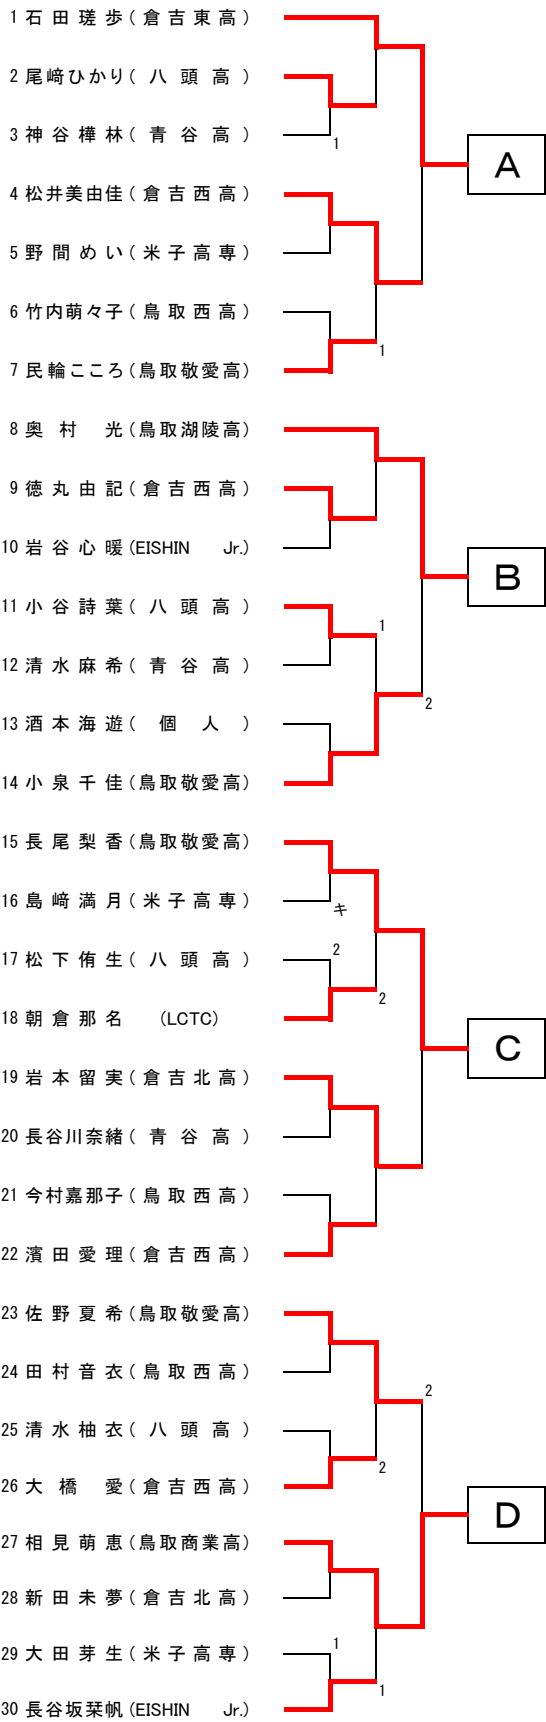 1 石田瑳歩(倉吉東高)
2 尾﨑ひかり(八頭高)
3 神谷樺林(青谷高)
1
A
4 松井美由佳(倉吉西高)
5 野間めい(米子高専)
6 竹内萌々子(鳥取西高)
1
7 民輪こころ(鳥取敬愛高)
8 奥村 光(鳥取湖陵高)
9 徳丸由記(倉吉西高)
10 岩谷心暖(EISHIN Jr.)
B
11 小谷詩葉(八頭高)
1
12 清水麻希(青谷高)
2
13 酒本海遊(個人)
14 小泉千佳(鳥取敬愛高)
15 長尾梨香(鳥取敬愛高)
16 島﨑満月(米子高専)
キ
17 松下侑生(八頭高)
2
2
18 朝倉那名 (LCTC)
C
19 岩本留実(倉吉北高)
20 長谷川奈緒(青谷高)
21 今村嘉那子(鳥取西高)
22 濱田愛理(倉吉西高)
23 佐野夏希(鳥取敬愛高)
24 田村音衣(鳥取西高)
2
25 清水柚衣(八頭高)
2
26 大橋 愛(倉吉西高)
D
27 相見萌恵(鳥取商業高)
28 新田未夢(倉吉北高)
29 大田芽生(米子高専)
1
1
30 長谷坂栞帆(EISHIN Jr.)